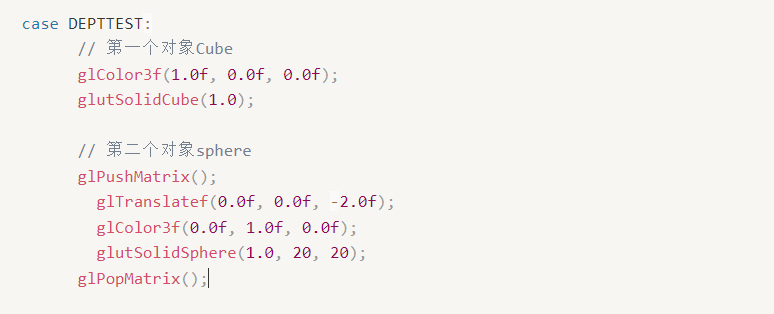 case DEPTTEST:
// 第一个对象Cube
glColor3f(1.0f, 0.0f, 0.0f);
glutSolidCube(1.0);
// 第二个对象sphere
glPushMatrix();
glTranslatef(0.0f, 0.0f, -2.0f);
glColor3f(0.0f, 1.0f, 0.0f);
glutSolidSphere(1.0, 20, 20);
glPopMatrix();